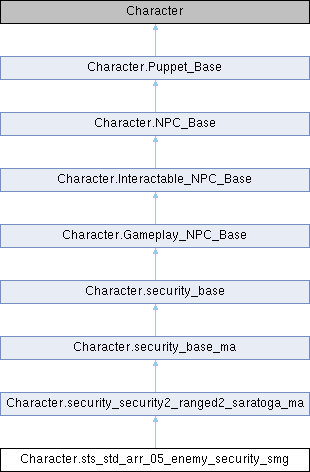 Character
Character.Puppet_Base
Character.NPC_Base
Character.Interactable_NPC_Base
Character.Gameplay_NPC_Base
Character.security_base
Character.security_base_ma
Character.security_security2_ranged2_saratoga_ma
Character.sts_std_arr_05_enemy_security_smg